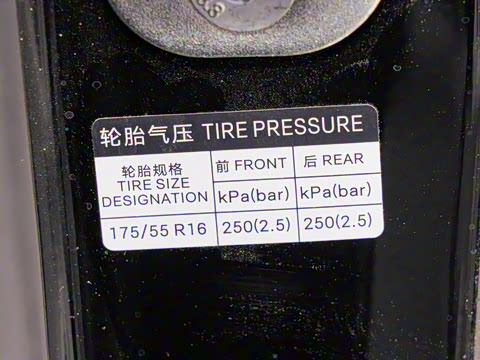 轮胎气压 TIRE PRESSURE
轮胎规格
TIRE SIZE
DESIGNATION
前 FRONT
后 REAR
kPa(bar)
kPa(bar)
175/55 R16
250(2.5)
250(2.5)